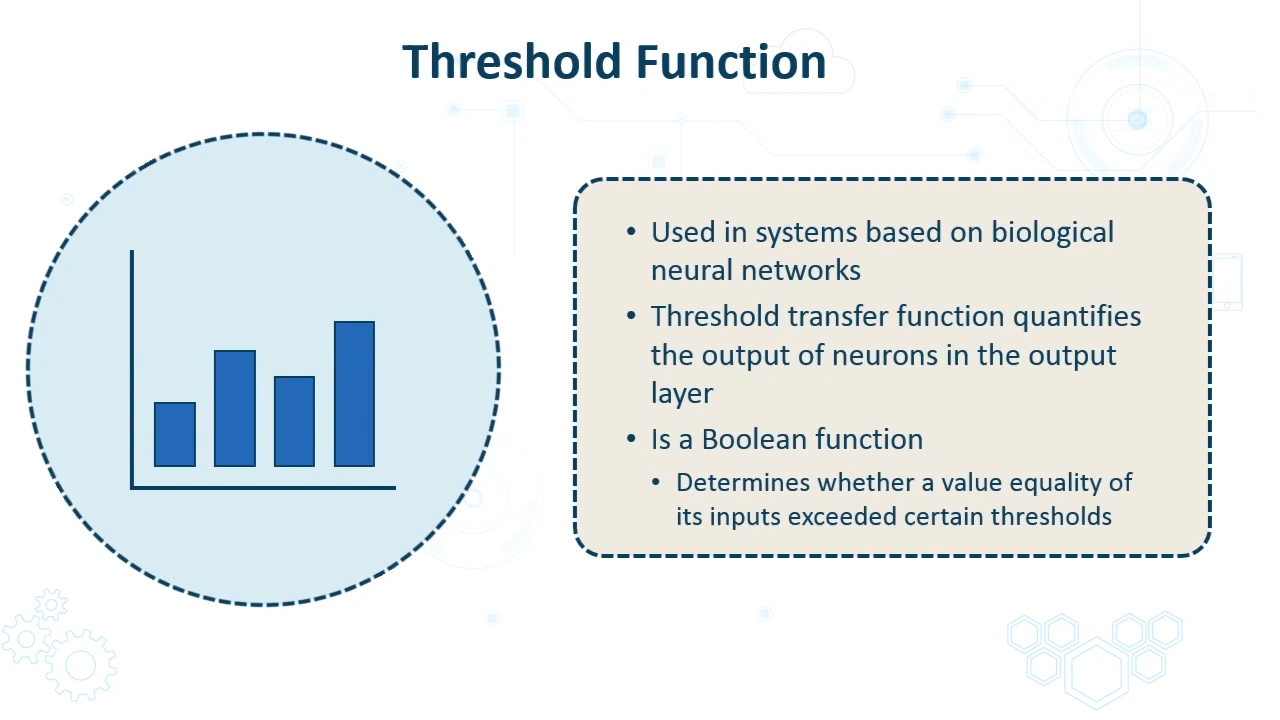 Threshold Function
• Used in systems based on biological
neural networks
• Threshold transfer function quantifies
the output of neurons in the output
layer
• Is a Boolean function
• Determines whether a value equality of
its inputs exceeded certain thresholds